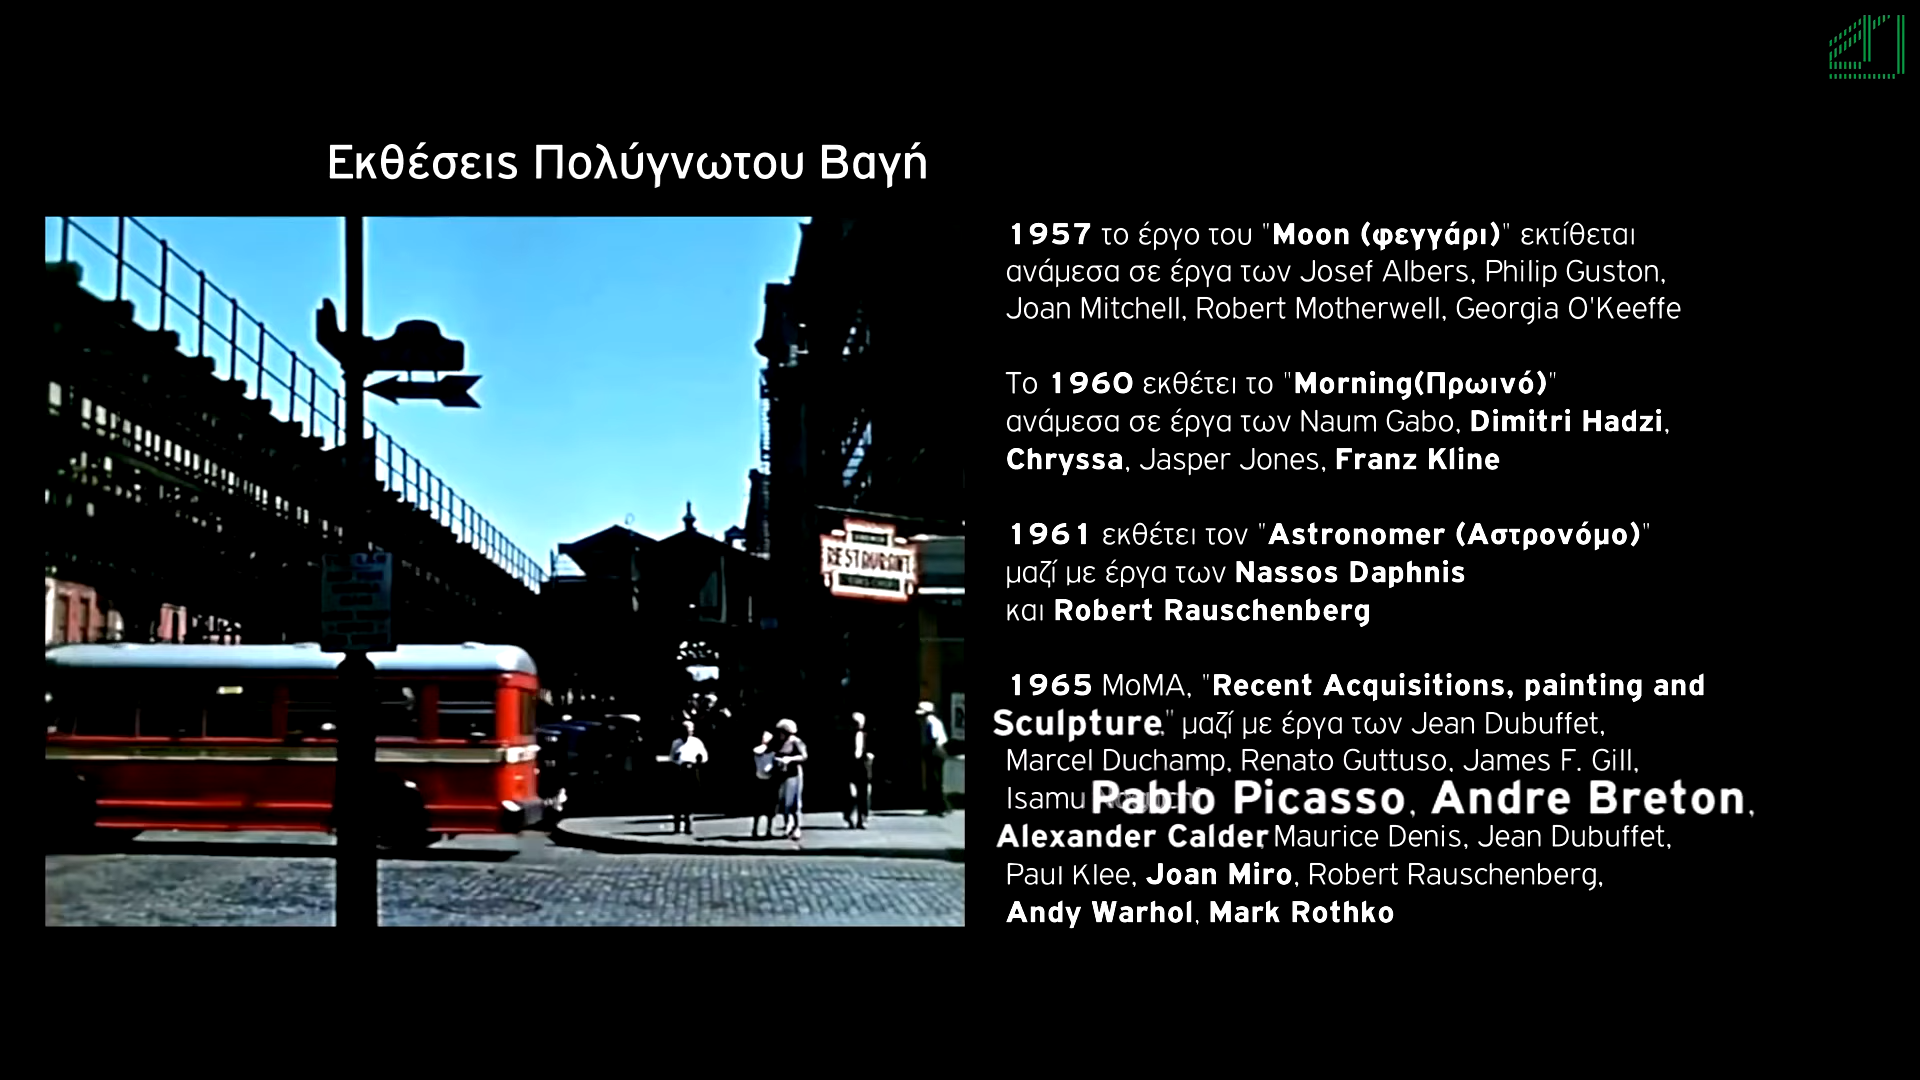 Εκθέσεις Πολύγνωτου Βαγή
RESTAURANT
1957 το έργο του "Moon (φεγγάρι)" εκτίθεται
ανάμεσα σε έργα των Josef Albers, Philip Guston,
Joan Mitchell, Robert Motherwell, Georgia O'Keeffe
Το 1960 εκθέτει το "Morning(Πρωινό)"
ανάμεσα σε έργα των Naum Gabo, Dimitri Hadzi,
Chryssa, Jasper Jones, Franz Kline
1961 εκθέτει τον "Astronomer (Αστρονόμο)"
μαζί με έργα των Nassos Daphnis
και Robert Rauschenberg
1965 MoMA, "Recent Acquisitions, painting and
Sculpture," μαζί με έργα των Jean Dubuffet,
Marcel Duchamp, Renato Guttuso, James F. Gill,
Isamu Pablo Picasso, Andre Breton,
Alexander Calder, Maurice Denis, Jean Dubuffet,
Paul Klee, Joan Miro, Robert Rauschenberg,
Andy Warhol, Mark Rothko